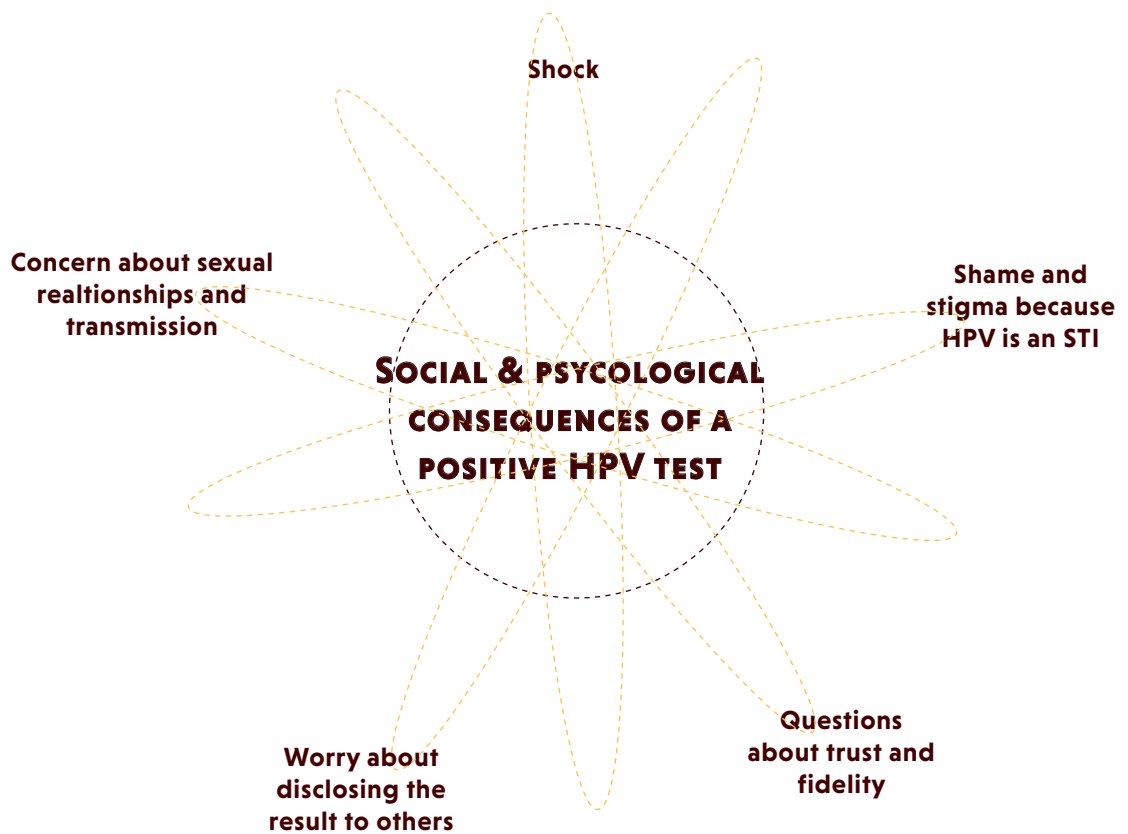 Shock
Concern about sexual
realtionships and
transmission
Shame and
stigma because
HPV is an STI
Social & psycological
consequences of a
positive HPV test
Questions
about trust and
fidelity
Worry about
disclosing the
result to others